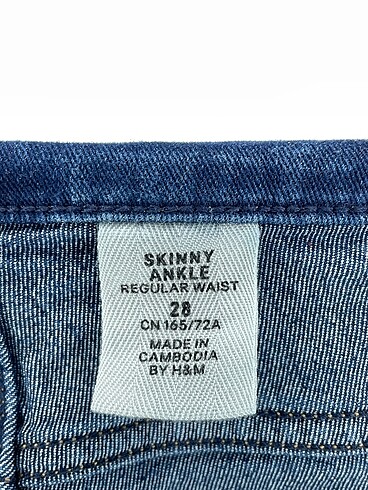 SKINNY
ANKLE
REGULAR WAIST
28
CN 165/72A
MADE IN
CAMBODIA
BY H&M